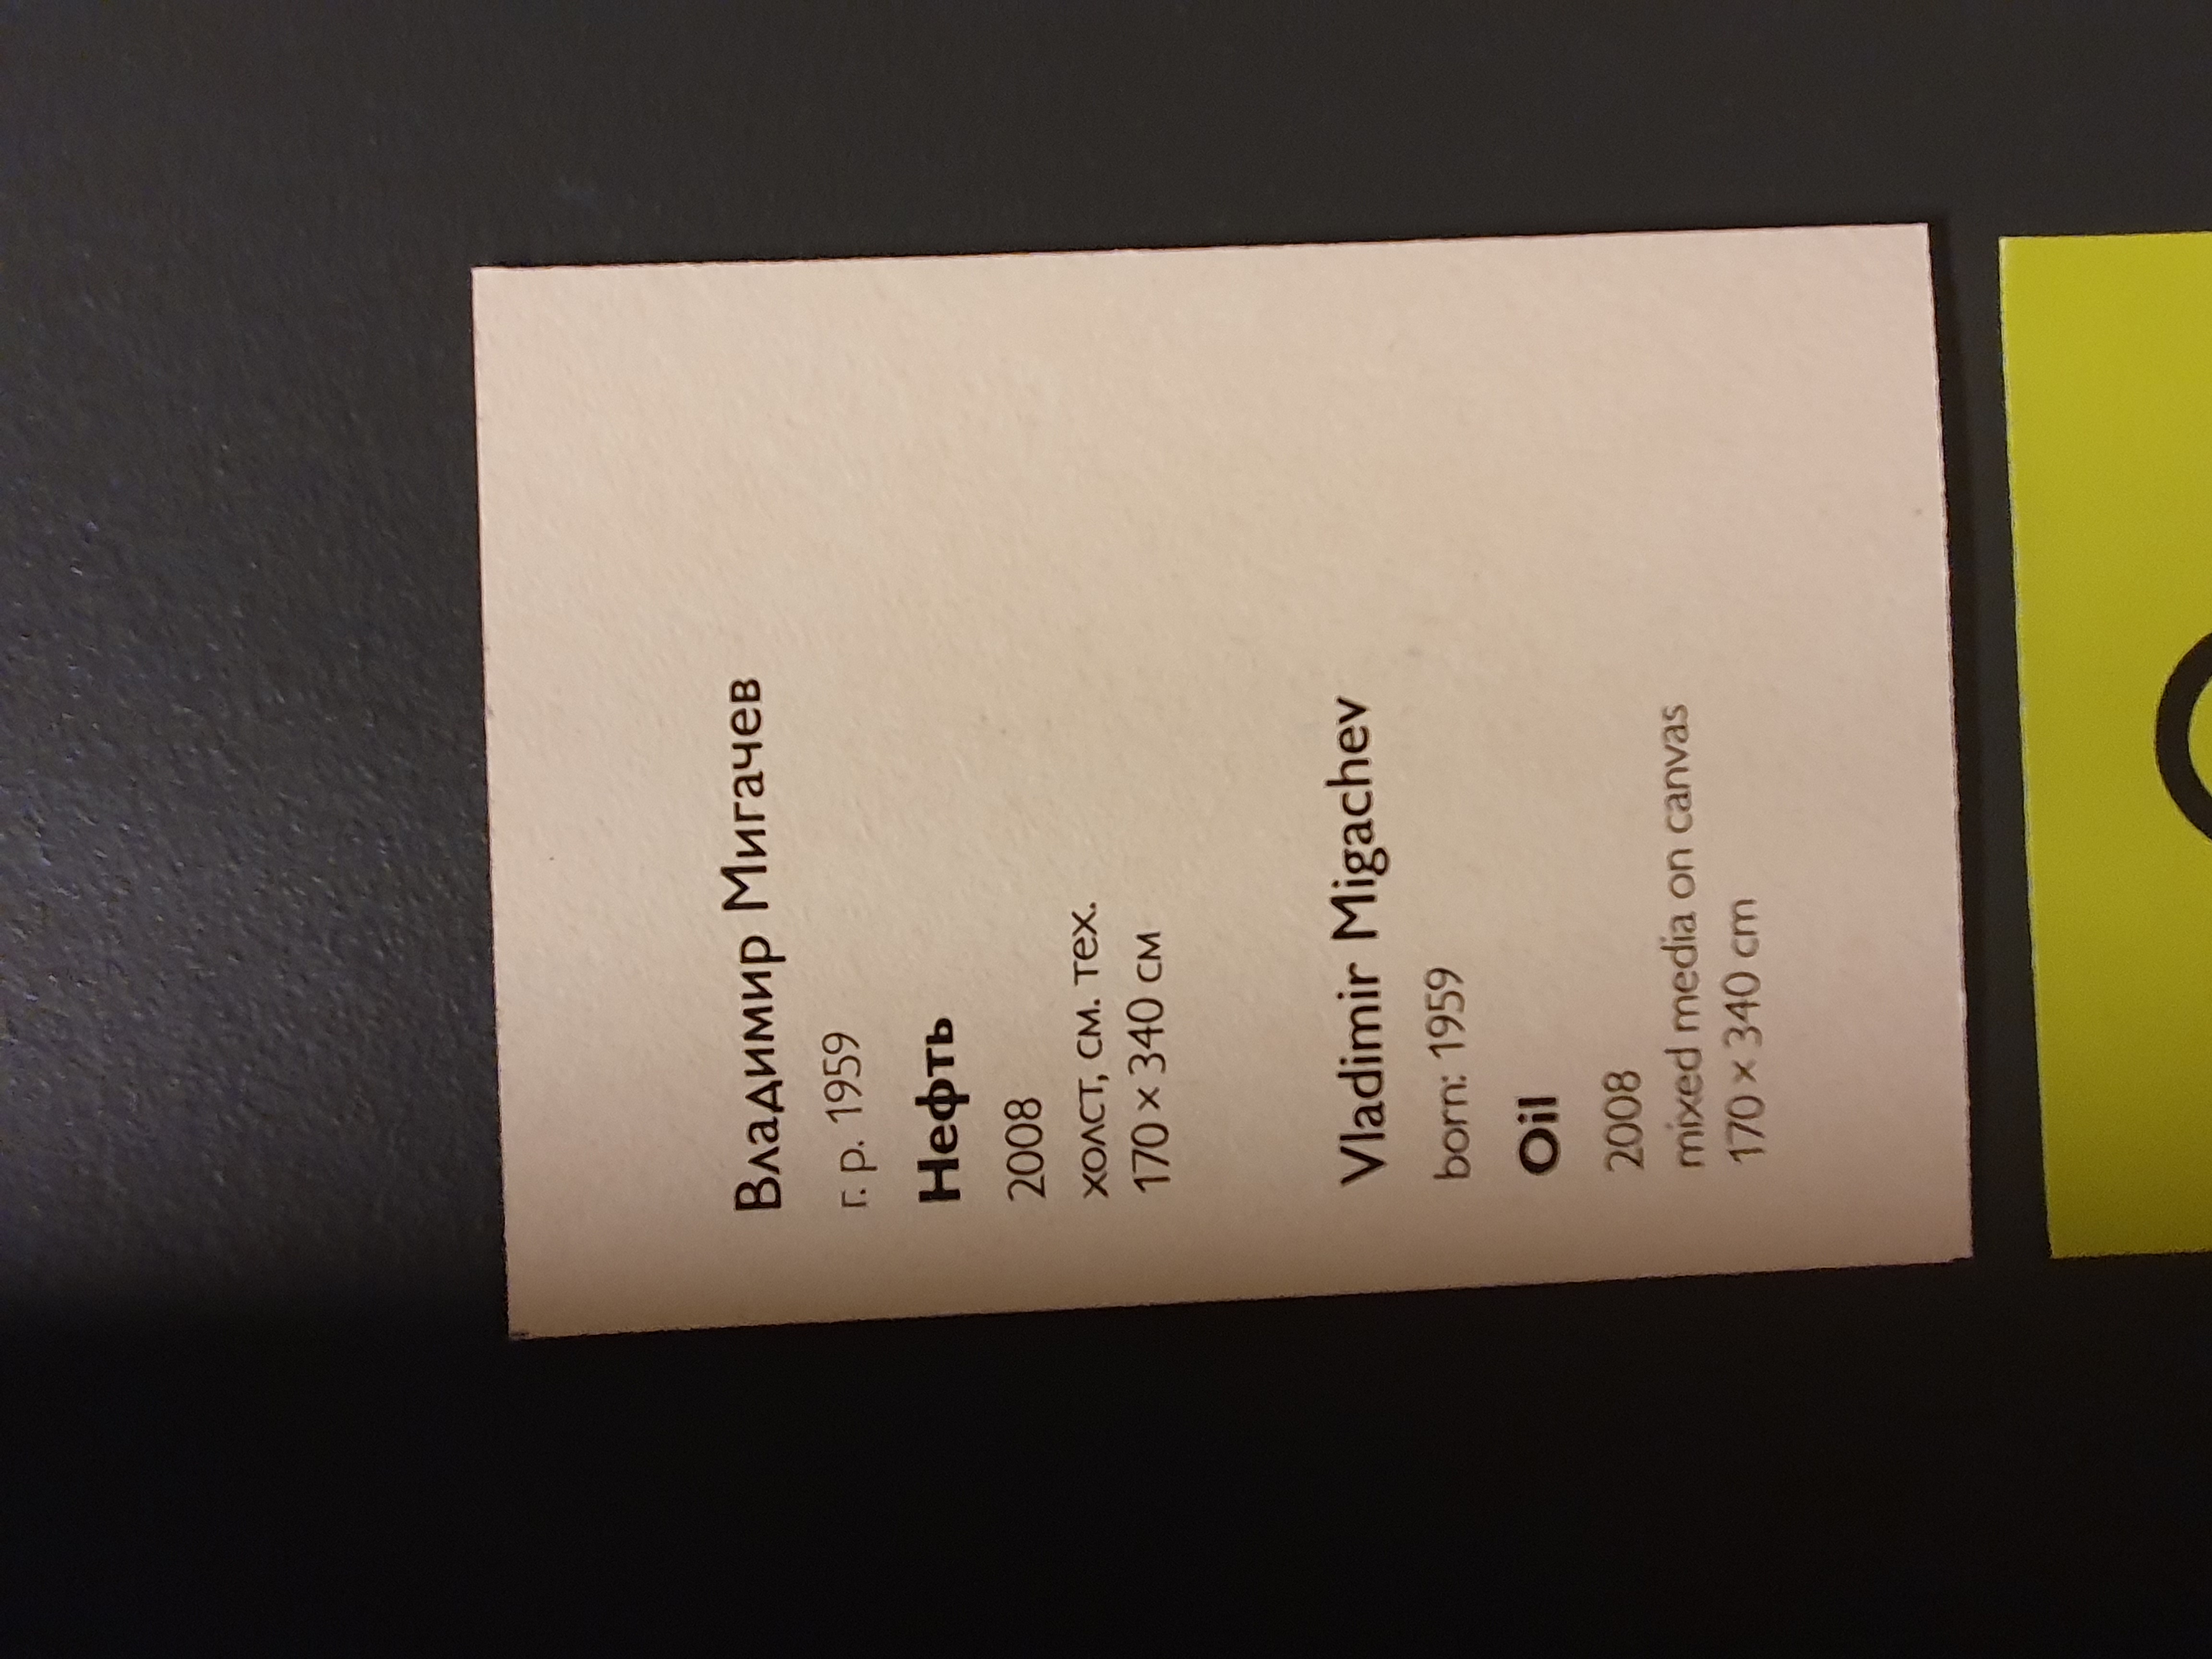 Владимир Мигачев
г. р. 1959
Нефть
2008
холст, см. тех.
170 x 340 см
Vladimir Migachev
born: 1959
Oil
2008
mixed media on canvas
170 x 340 cm